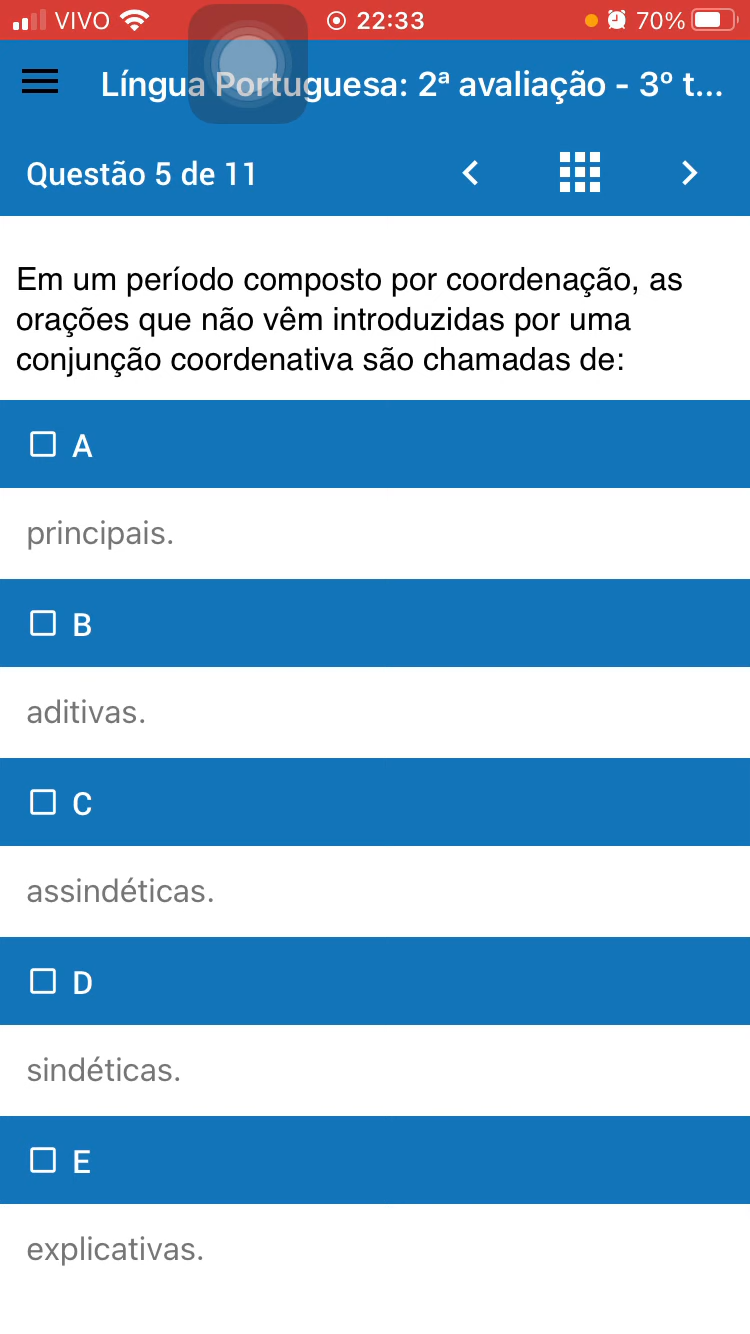 VIVO 22:33 70%
Língua Portuguesa: 2ª avaliação - 3º t...
Questão 5 de 11
Em um período composto por coordenação, as
orações que não vêm introduzidas por uma
conjunção coordenativa são chamadas de:
A
principais.
B
aditivas.
C
assindéticas.
D
sindéticas.
E
explicativas.